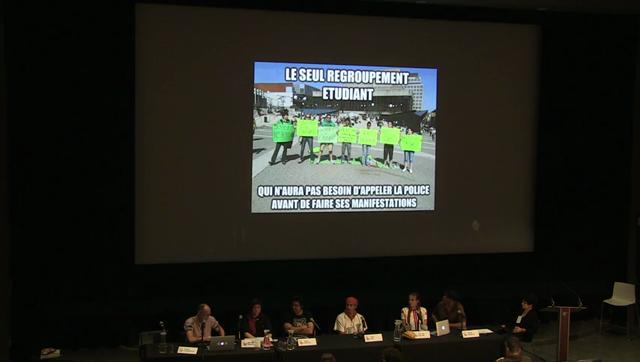 LE SEUL REGROUPEMENT
ETUDIANT
QUI N'AURA PAS BESOIN D'APPELER LA POLICE
AVANT DE FAIRE SES MANIFESTATIONS